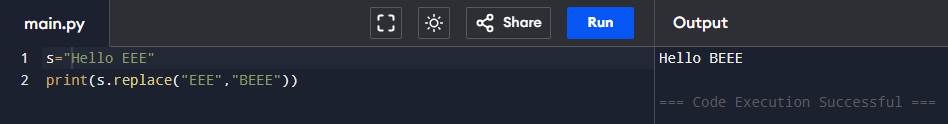 main.py Share Run Output
1 s="Hello EEE"
2 print(s.replace("EEE","BEEE"))
Hello BEEE
=== Code Execution Successful ===